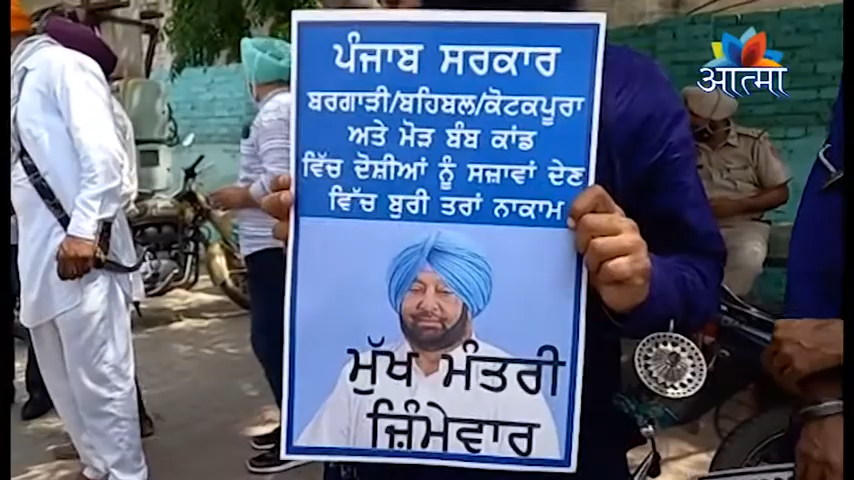 आत्मा
ਪੰਜਾਬ ਸਰਕਾਰ
ਬਰਗਾੜੀ/ਬਹਿਬਲ/ਕੋਟਕਪੂਰਾ
ਅਤੇ ਮੌੜ ਬੰਬ ਕਾਂਡ
ਵਿੱਚ ਦੋਸ਼ੀਆਂ ਨੂੰ ਸਜ਼ਾਵਾਂ ਦੇਣ
ਵਿੱਚ ਬੁਰੀ ਤਰਾਂ ਨਾਕਾਮ
ਮੁੱਖ ਮੰਤਰੀ
ਜ਼ਿੰਮੇਵਾਰ